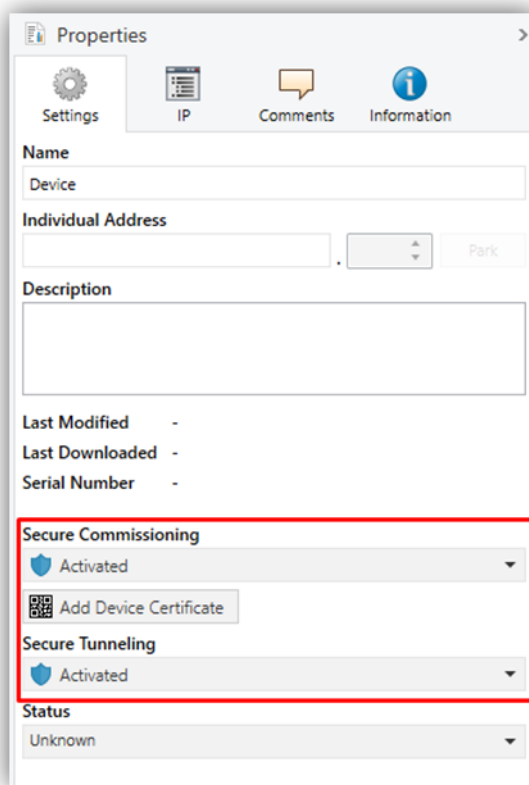 Properties
Settings
IP
Comments
Information
Name
Device
Individual Address
.
Park
Description
Last Modified -
Last Downloaded -
Serial Number -
Secure Commissioning
Activated
Add Device Certificate
Secure Tunneling
Activated
Status
Unknown